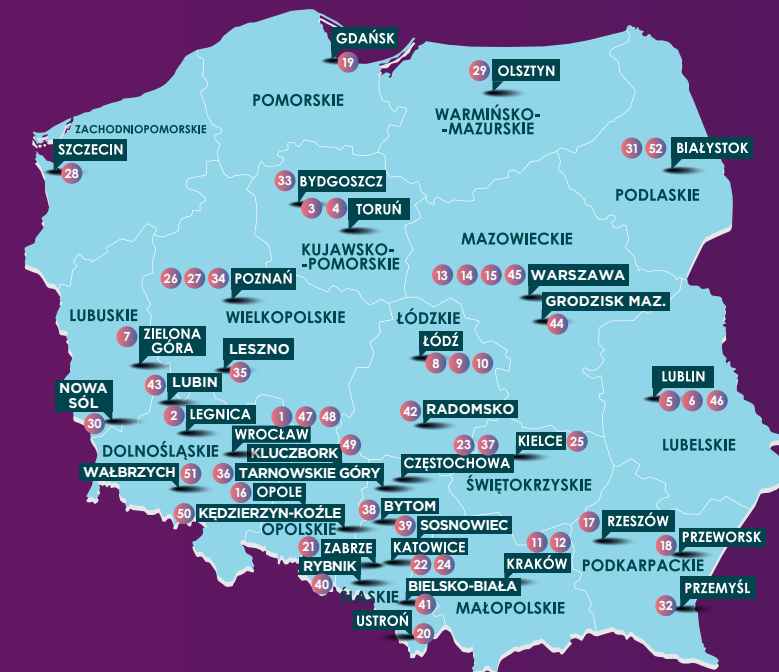 GDAŃSK
19
29 OLSZTYN
POMORSKIE
WARMIŃSKO-
-MAZURSKIE
ZACHODNIOPOMORSKIE
SZCZECIN
28
31 52 BIAŁYSTOK
PODLASKIE
33 BYDGOSZCZ
3 4 TORUŃ
KUJAWSKO-
-POMORSKIE
MAZOWIECKIE
26 27 34 POZNAŃ
13 14 15 45 WARSZAWA
GRODZISK MAZ.
44
LUBUSKIE
WIELKOPOLSKIE
ŁÓDZKIE
7 ZIELONA
GÓRA
ŁÓDŹ
8 9 10
LESZNO
35
43 LUBIN
LUBLIN
5 6 46
NOWA
SÓL
30
2 LEGNICA
1 47 48
WROCŁAW
42 RADOMSKO
LUBELSKIE
DOLNOŚLĄSKIE
KLUCZBORK 49
23 37
CZĘSTOCHOWA
KIELCE 25
ŚWIĘTOKRZYSKIE
WAŁBRZYCH 51
36 TARNOWSKIE GÓRY
16 OPOLE
50 KĘDZIERZYN-KOŹLE
OPOLSKIE
38 BYTOM
39 SOSNOWIEC
17 RZESZÓW
18 PRZEWORSK
21 ZABRZE
KATOWICE
22 24
11 12
KRAKÓW
PODKARPACKIE
RYBNIK
40
ŚLĄSKIE
BIELSKO-BIAŁA
41
MAŁOPOLSKIE
PRZEMYŚL
32
USTROŃ
20